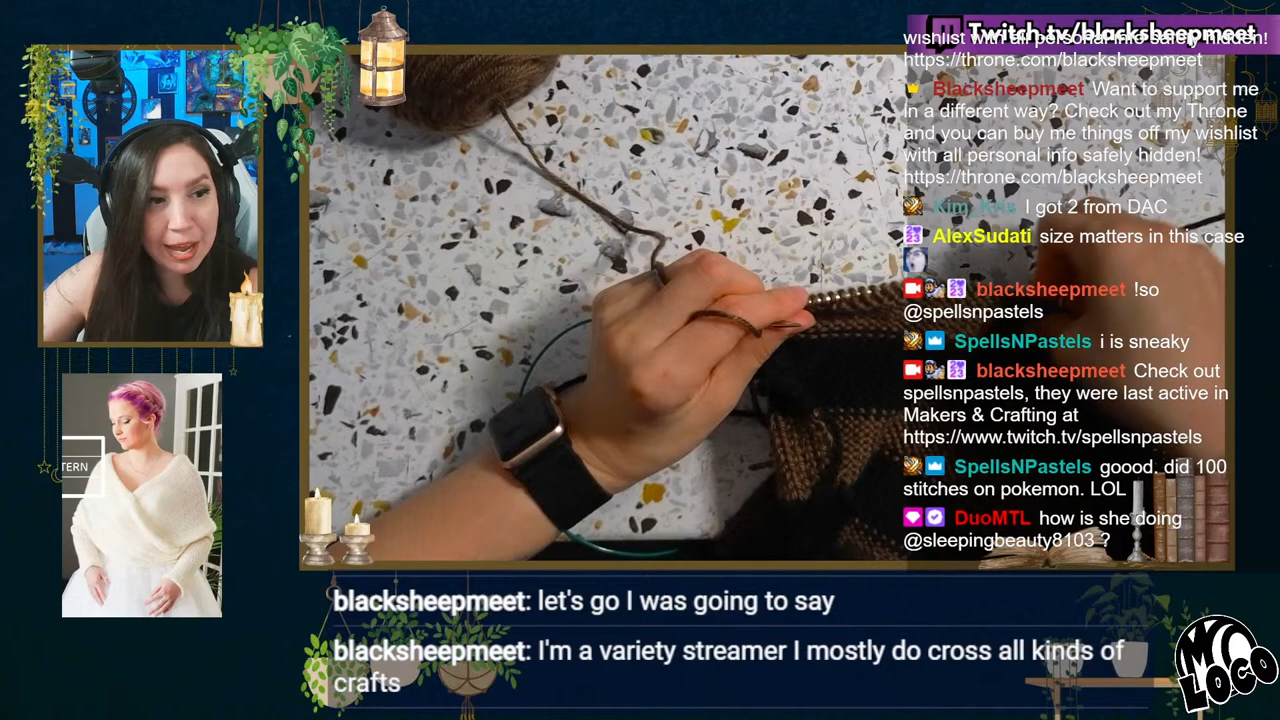 Twitch.tv/blacksheepmeet
wishlist with all personal info safely hidden!
https://throne.com/blacksheepmeet
Blacksheepmeet Want to support me
in a different way? Check out my Throne
and you can buy me things off my wishlist
with all personal info safely hidden!
https://throne.com/blacksheepmeet
Kim_Kris I got 2 from DAC
AlexSudati size matters in this case
blacksheepmeet !so
@spellsnpastels
SpellsNPastels i is sneaky
blacksheepmeet Check out
spellsnpastels, they were last active in
Makers & Crafting at
https://www.twitch.tv/spellsnpastels
SpellsNPastels goood. did 100
stitches on pokemon. LOL
DuoMTL how is she doing
@sleepingbeauty8103 ?
TERN
blacksheepmeet: let's go I was going to say
blacksheepmeet: I'm a variety streamer I mostly do cross all kinds of
crafts
MC
LOCO